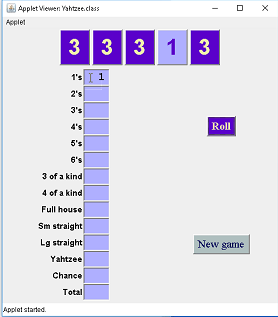 Applet Viewer: Yahtzee.class
Applet
3 3 3 1 3
1's 1
2's
3's
4's
Roll
5's
6's
3 of a kind
4 of a kind
Full house
Sm straight
Lg straight
New game
Yahtzee
Chance
Total
Applet started.